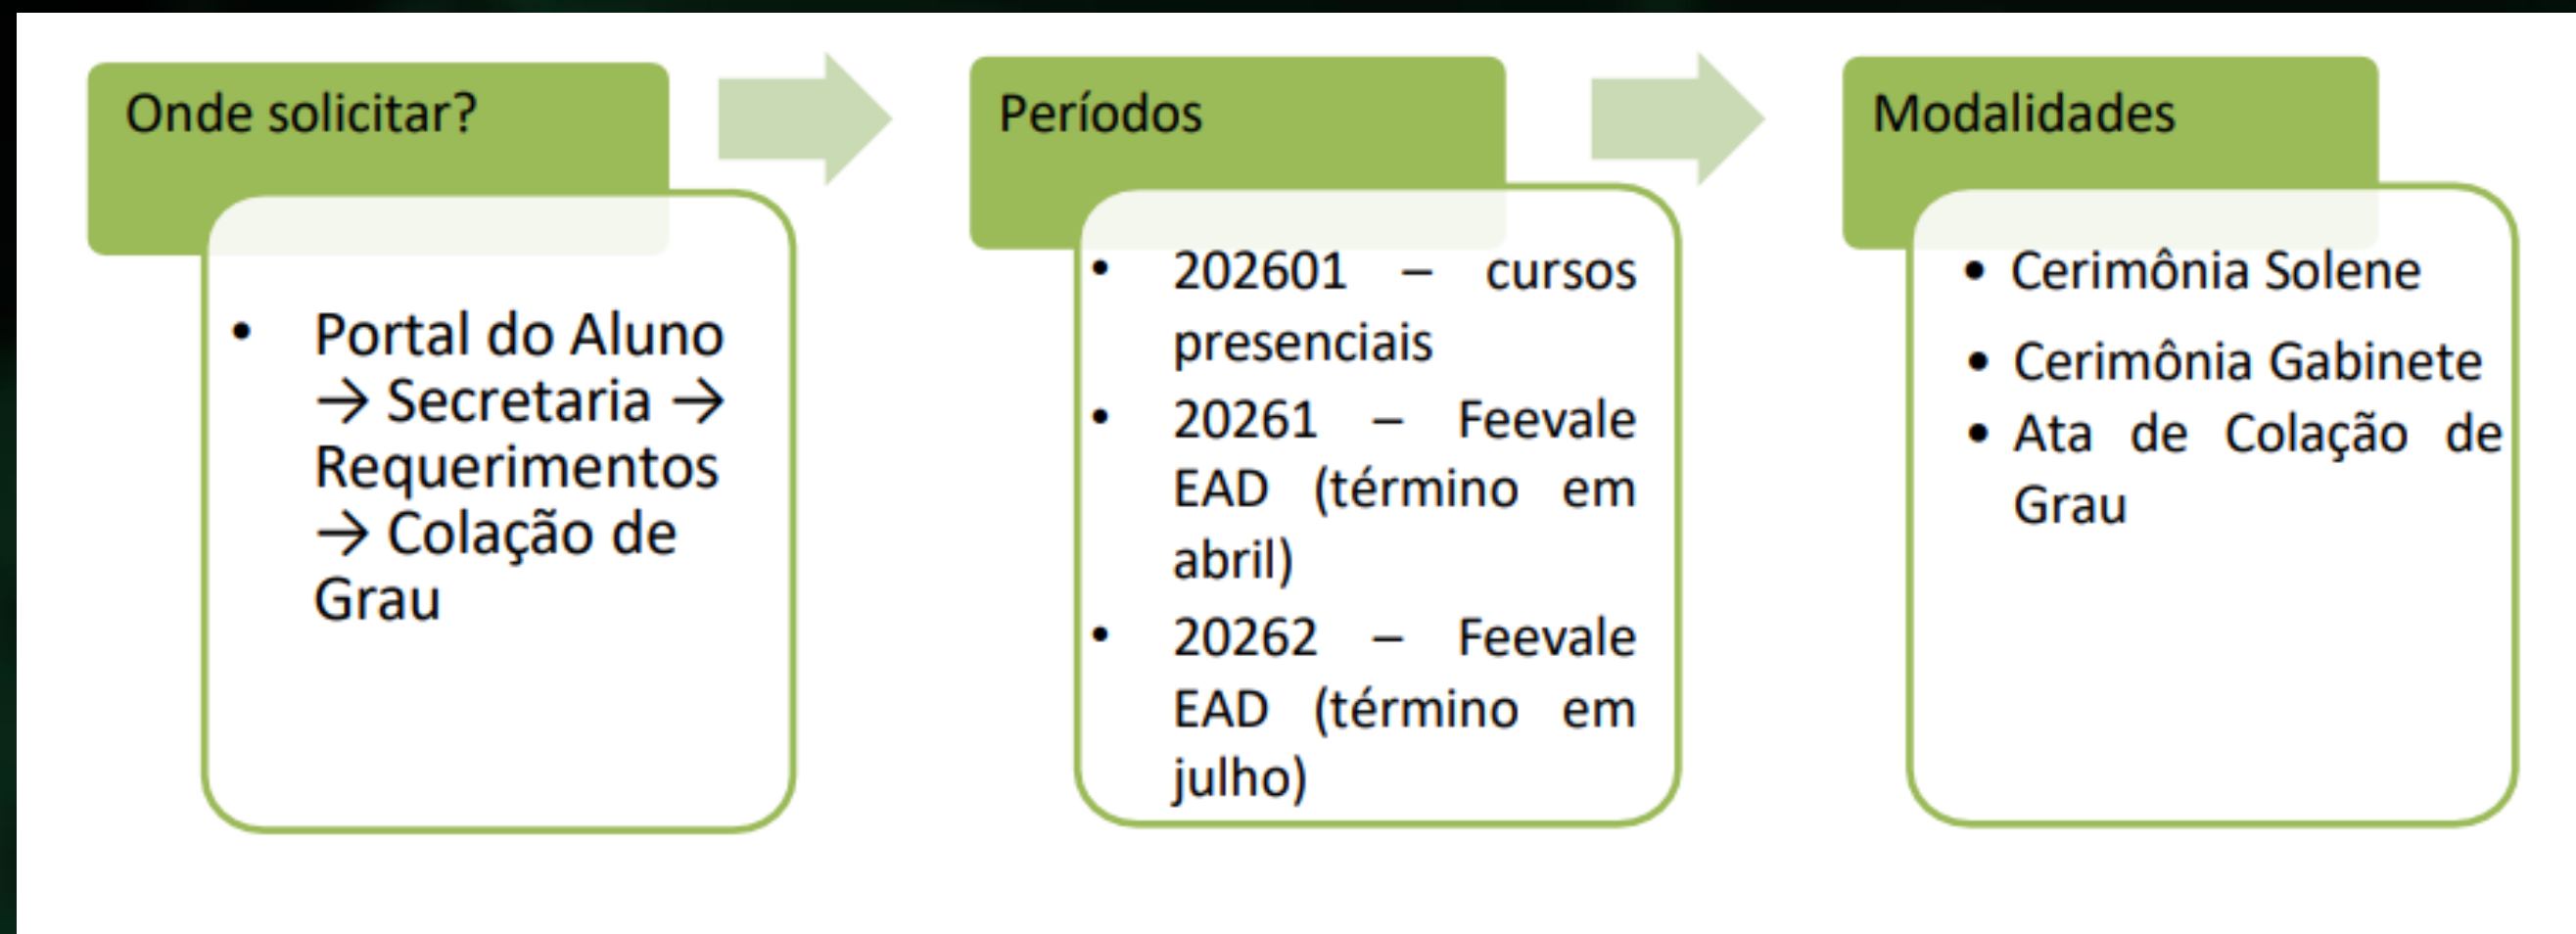 Onde solicitar?
• Portal do Aluno
→ Secretaria →
Requerimentos
→ Colação de
Grau
Períodos
• 202601 – cursos
presenciais
• 20261 – Feevale
EAD (término em
abril)
• 20262 – Feevale
EAD (término em
julho)
Modalidades
• Cerimônia Solene
• Cerimônia Gabinete
• Ata de Colação de
Grau